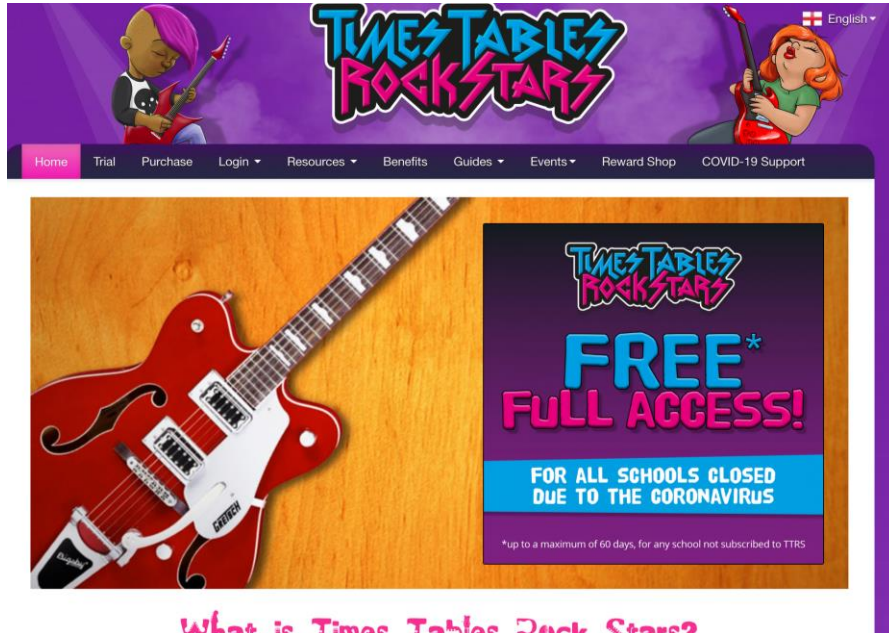 TIMES TABLES
ROCK STARS
English
Home Trial Purchase Login Resources Benefits Guides Events Reward Shop COVID-19 Support
TIMES TABLES
ROCK STARS
FREE*
FULL ACCESS!
FOR ALL SCHOOLS CLOSED
DUE TO THE CORONAVIRUS
*up to a maximum of 60 days, for any school not subscribed to TTRS
GRETSCH
Bigsby
What is Times Tables Rock Stars?